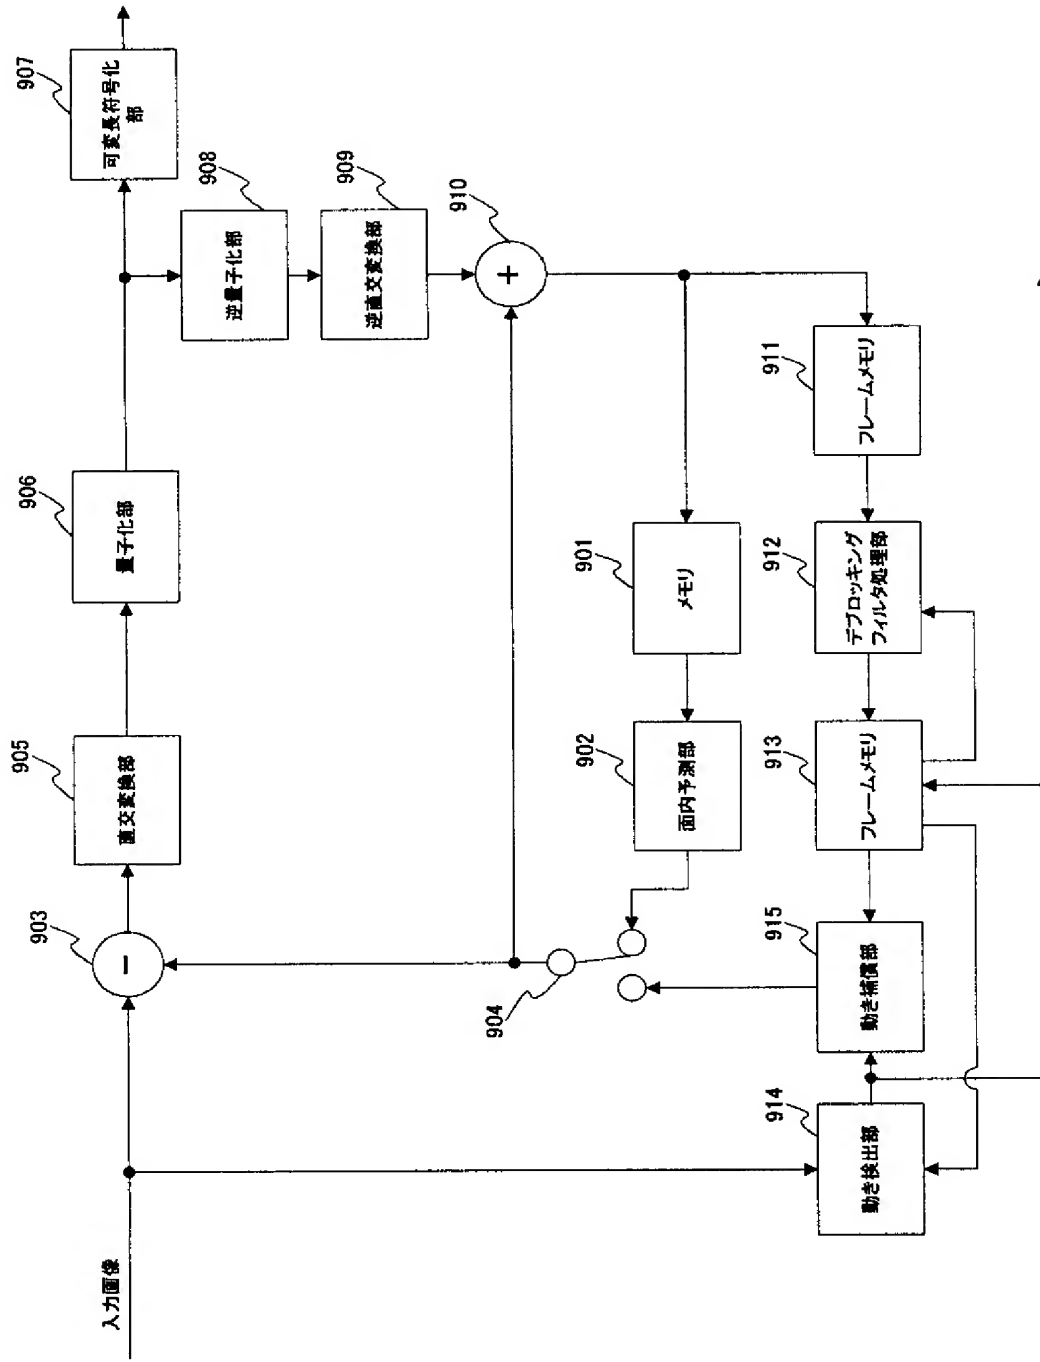 入力画像
903
905
直交変換部
906
量子化部
907
可変長符号化
部
908
逆量子化部
909
逆直交変換部
910
904
902
面内予測部
901
メモリ
914
動き検出部
915
動き補償部
913
フレームメモリ
912
デブロッキング
フィルタ処理部
911
フレームメモリ